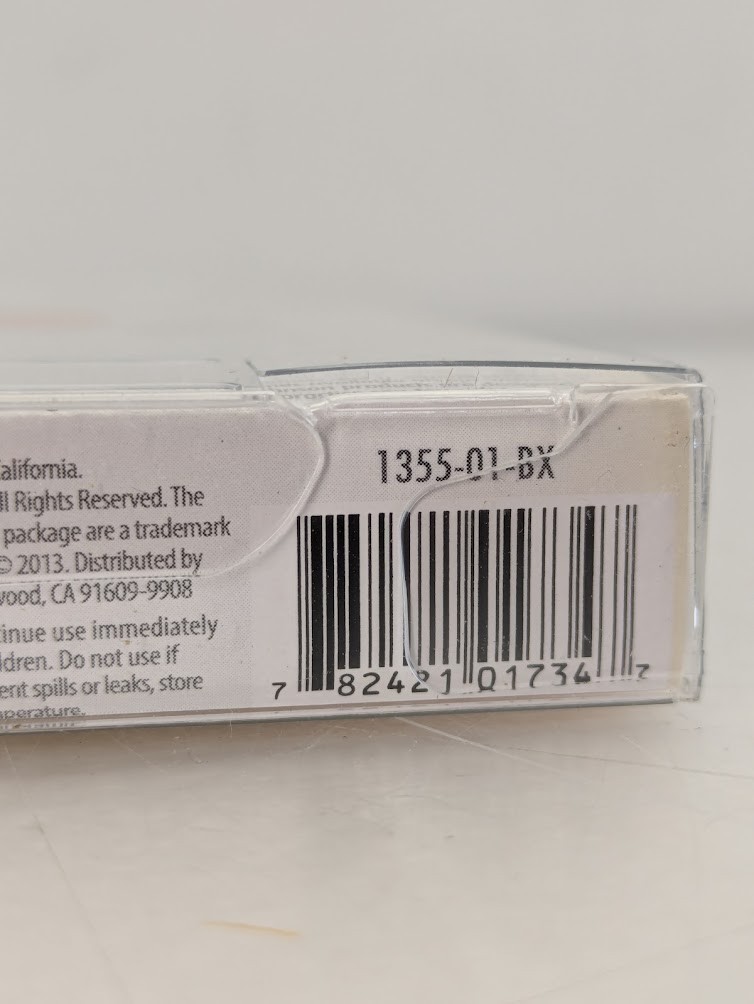 alifornia.
ll Rights Reserved. The
package are a trademark
© 2013. Distributed by
wood, CA 91609-9908
tinue use immediately
ldren. Do not use if
ent spills or leaks, store
perature.
1355-01-BX
7 82421 01734 7